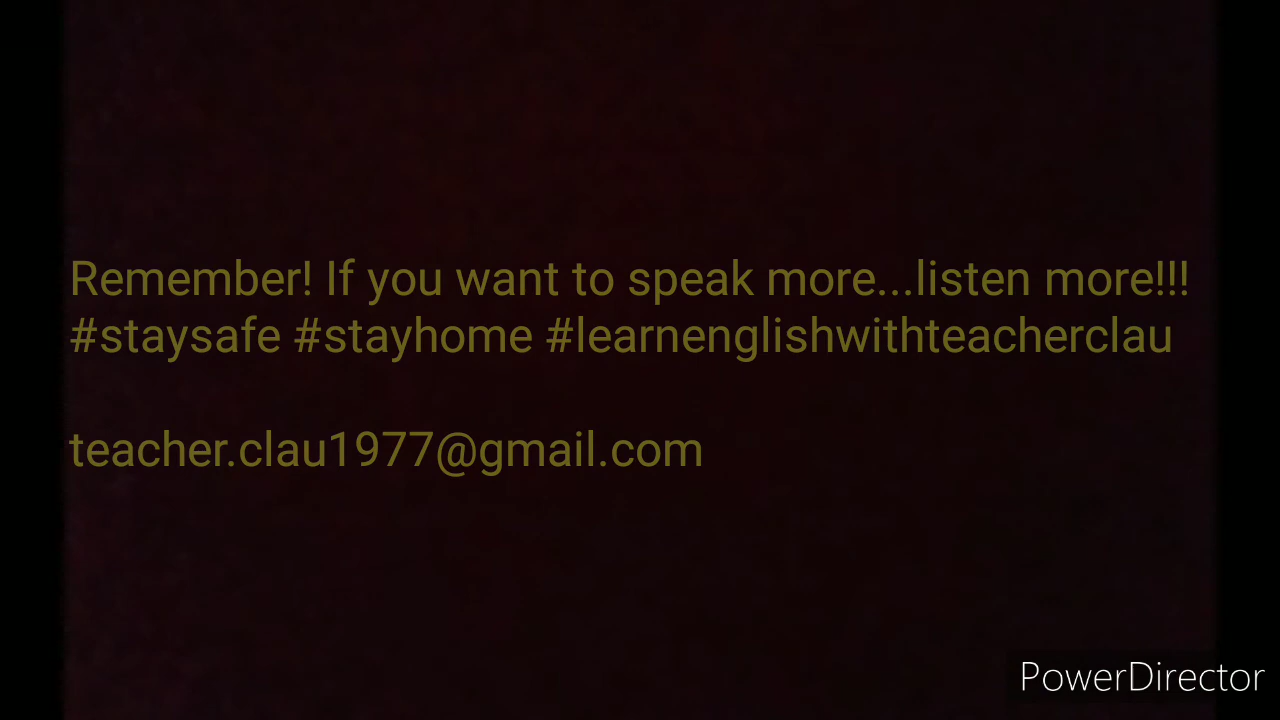 Remember! If you want to speak more...listen more!!!
#staysafe #stayhome #learnenglishwithteacherclau
teacher.clau1977@gmail.com
PowerDirector